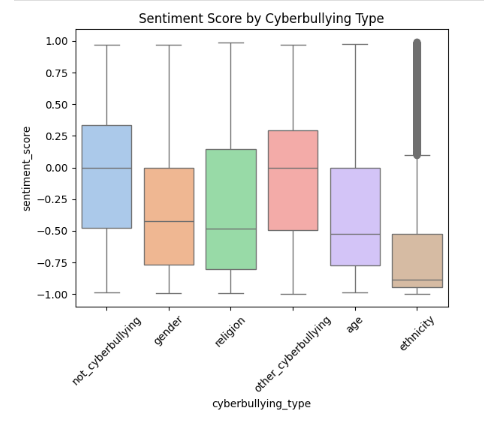 Sentiment Score by Cyberbullying Type
1.00
0.75
0.50
0.25
0.00
−0.25
−0.50
−0.75
−1.00
sentiment_score
not_cyberbullying
gender
religion
other_cyberbullying
age
ethnicity
cyberbullying_type